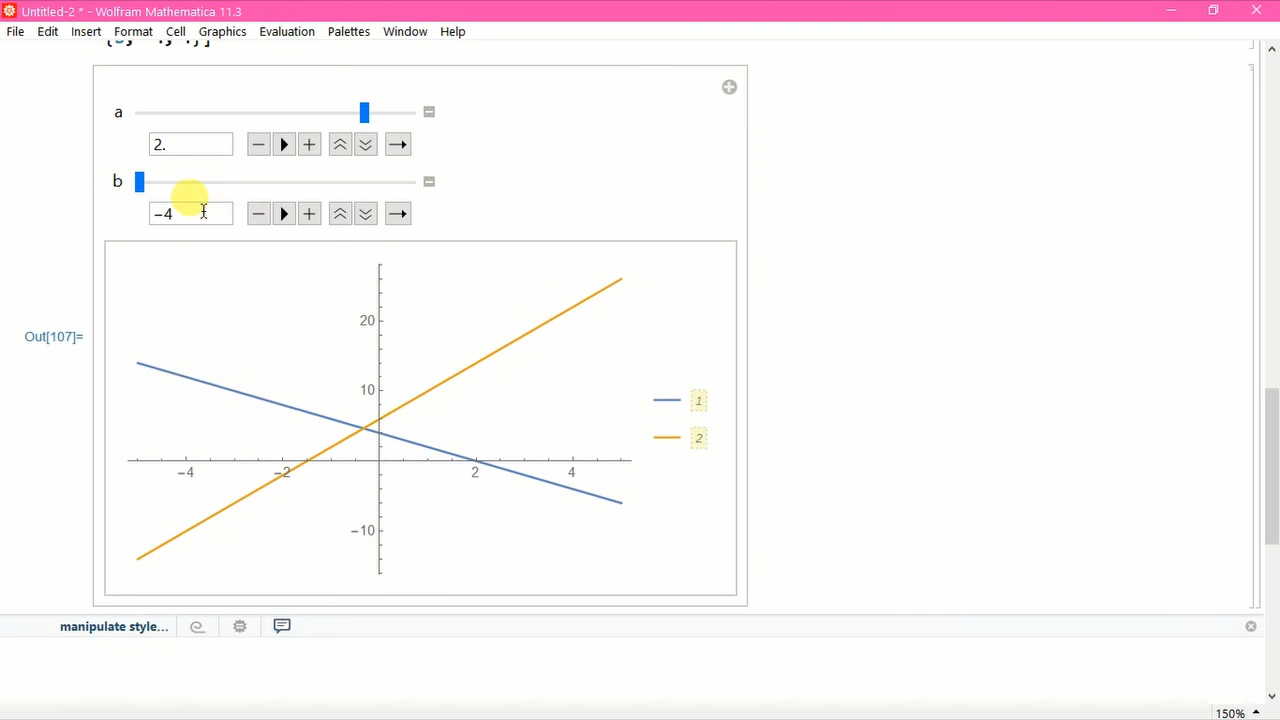 Untitled-2 * - Wolfram Mathematica 11.3
File Edit Insert Format Cell Graphics Evaluation Palettes Window Help
a
2.
b
−4
Out[107]=
20
10
−10
−4 −2 2 4
1
2
manipulate style...
150%